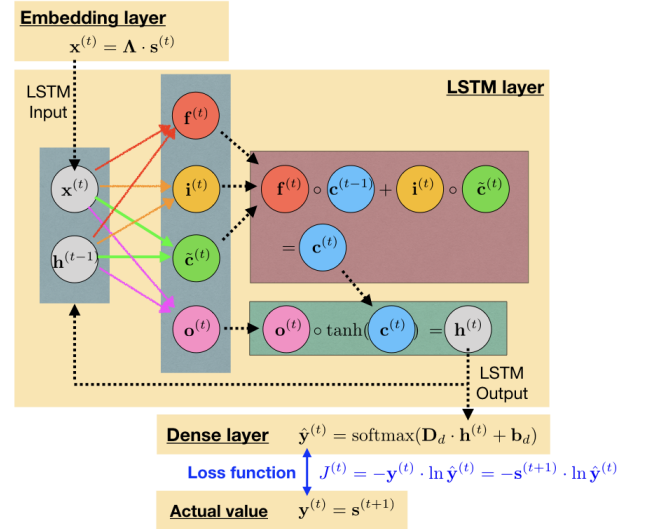 Embedding layer
x^(t) = Λ · s^(t)
LSTM layer
LSTM
Input
f^(t)
x^(t)
i^(t)
f^(t) ∘ c^(t−1) + i^(t) ∘ c̃^(t)
h^(t−1)
c̃^(t)
= c^(t)
o^(t)
o^(t) ∘ tanh( c^(t) ) = h^(t)
LSTM
Output
Dense layer ŷ^(t) = softmax(D_d · h^(t) + b_d)
Loss function J^(t) = −y^(t) · ln ŷ^(t) = −s^(t+1) · ln ŷ^(t)
Actual value y^(t) = s^(t+1)